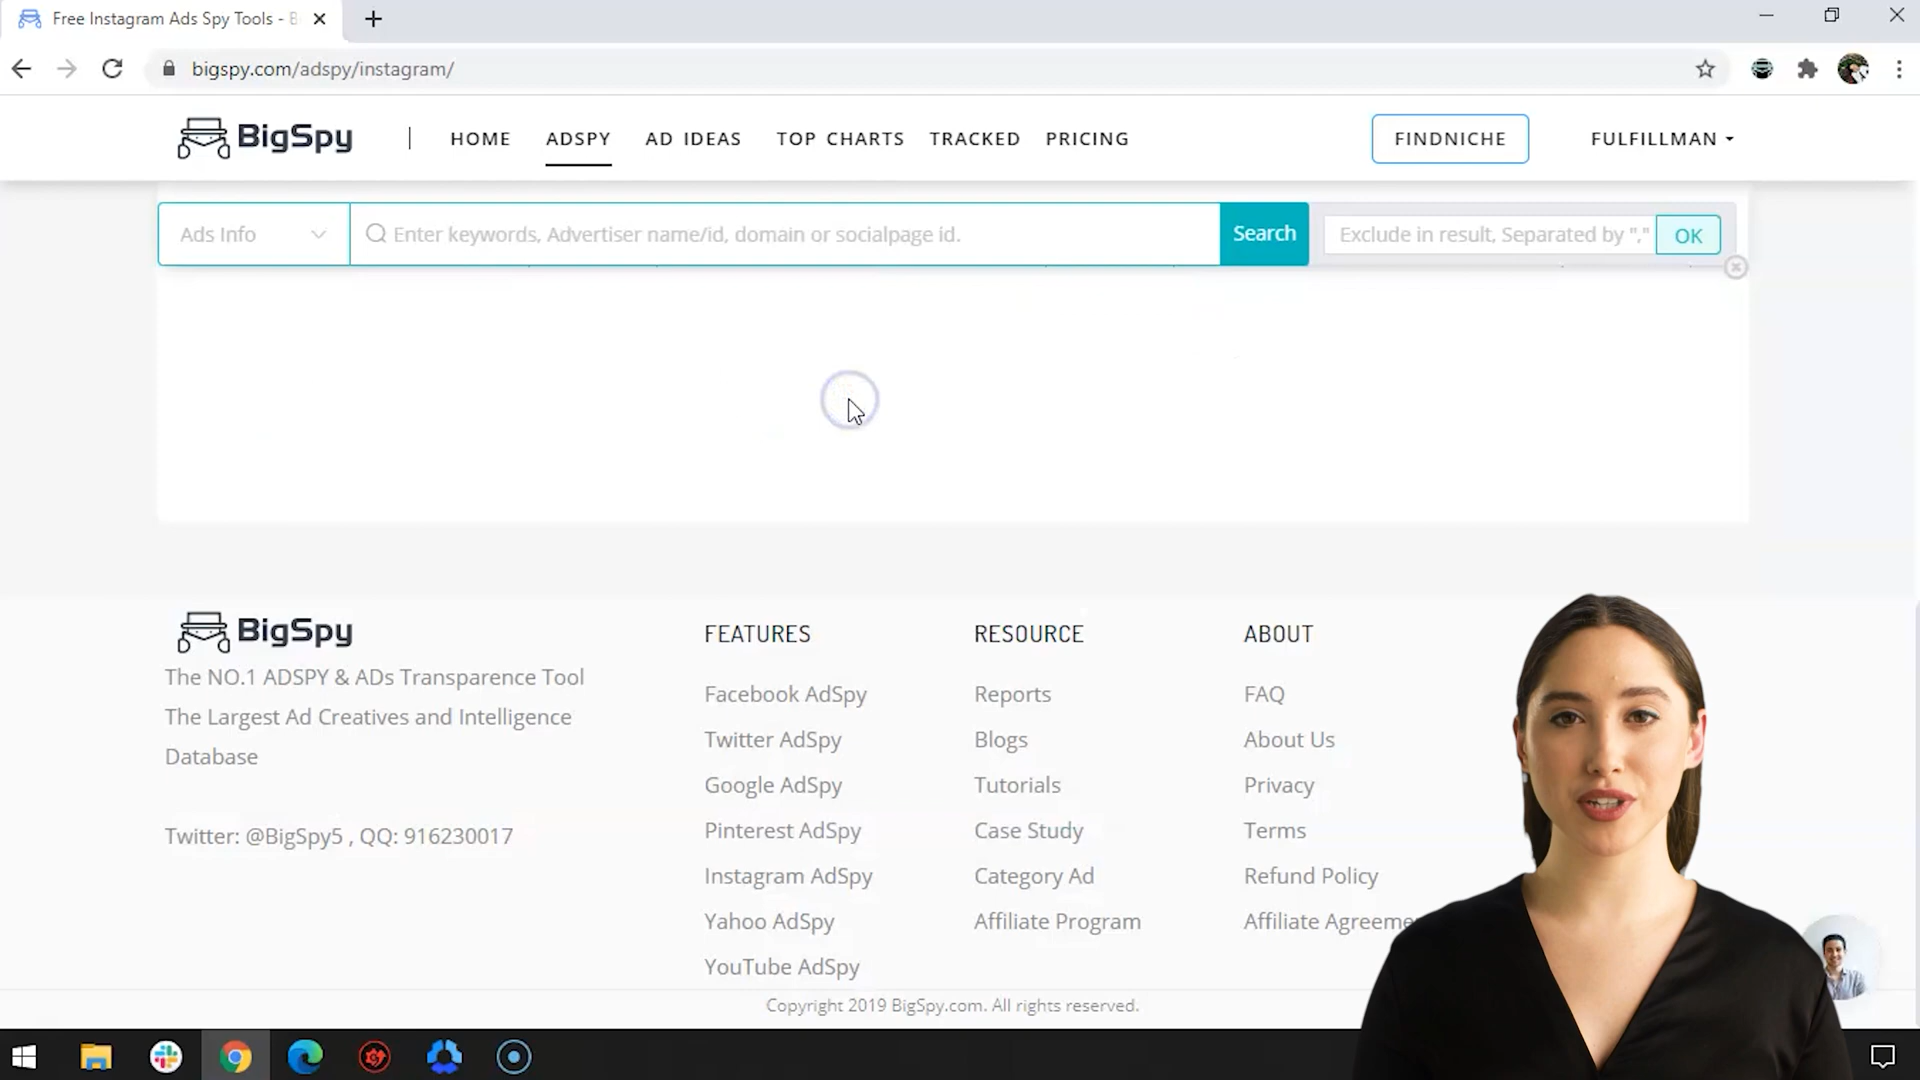 Free Instagram Ads Spy Tools -
bigspy.com/adspy/instagram/
BigSpy
HOME
ADSPY
AD IDEAS
TOP CHARTS
TRACKED
PRICING
FINDNICHE
FULFILLMAN
Ads Info
Enter keywords, Advertiser name/id, domain or socialpage id.
Search
Exclude in result, Separated by ","
OK
BigSpy
The NO.1 ADSPY & ADs Transparence Tool
The Largest Ad Creatives and Intelligence
Database
Twitter: @BigSpy5 , QQ: 916230017
FEATURES
Facebook AdSpy
Twitter AdSpy
Google AdSpy
Pinterest AdSpy
Instagram AdSpy
Yahoo AdSpy
YouTube AdSpy
RESOURCE
Reports
Blogs
Tutorials
Case Study
Category Ad
Affiliate Program
ABOUT
FAQ
About Us
Privacy
Terms
Refund Policy
Affiliate Agreeme
Copyright 2019 BigSpy.com. All rights reserved.